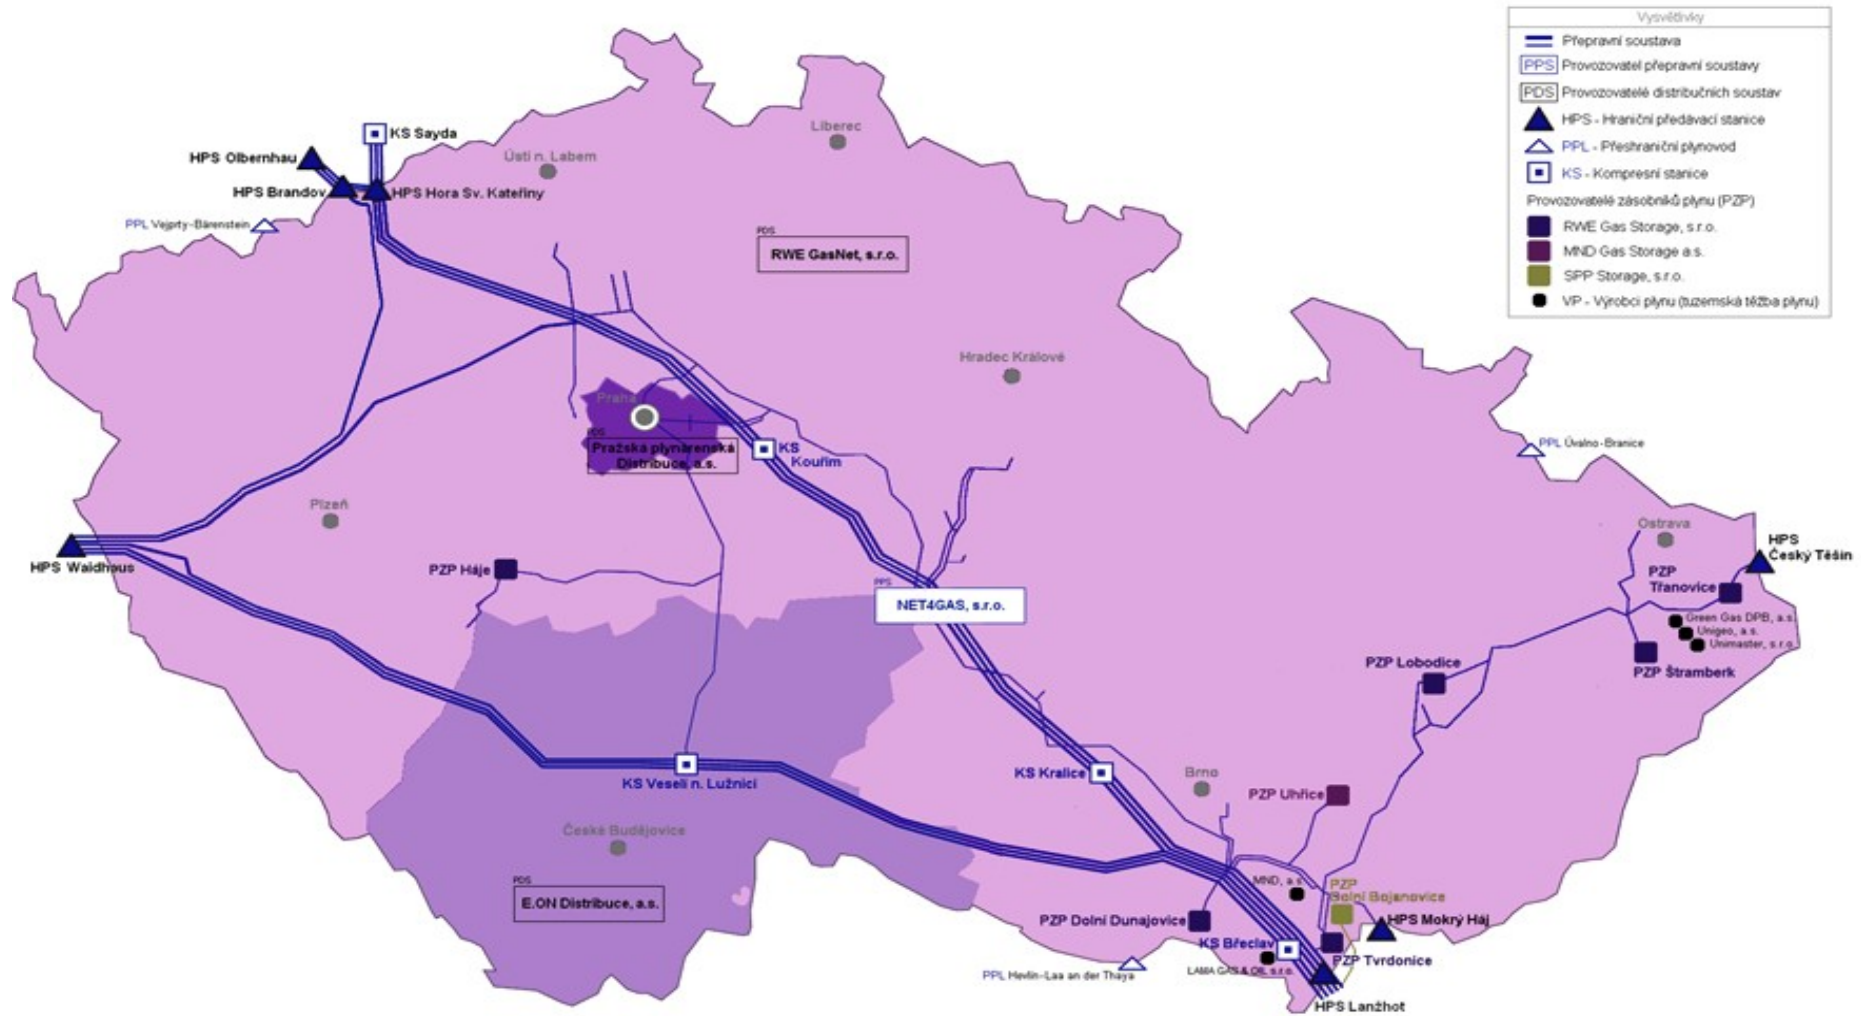 Vysvětlivky
Přepravní soustava
PPS Provozovatel přepravní soustavy
PDS Provozovatelé distribučních soustav
HPS - Hraniční předávací stanice
PPL - Přeshraniční plynovod
KS - Kompresní stanice
Provozovatelé zásobníků plynu (PZP)
RWE Gas Storage, s.r.o.
MND Gas Storage a.s.
SPP Storage, s.r.o.
VP - Výrobci plynu (tuzemská těžba plynu)
KS Sayda
HPS Olbernhau
HPS Brandov
HPS Hora Sv. Kateřiny
PPL Vejprty-Bärenstein
Ústí n. Labem
Liberec
PDS
RWE GasNet, s.r.o.
Hradec Králové
Praha
PDS
Pražská plynárenská
Distribuce, a.s.
KS
Kouřim
PPL Úvalno-Branice
Plzeň
HPS Waidhaus
PZP Háje
PPS
NET4GAS, s.r.o.
Ostrava
HPS
Český Těšín
PZP
Třanovice
Green Gas DPB, a.s.
Unigeo, a.s.
Unimaster, s.r.o.
PZP Štramberk
PZP Lobodice
KS Veselí n. Lužnicí
KS Kralice
Brno
PZP Uhřice
České Budějovice
PDS
E.ON Distribuce, a.s.
MND, a.s.
PZP
Dolní Bojanovice
HPS Mokrý Háj
PZP Dolní Dunajovice
KS Břeclav
PZP Tvrdonice
LAMA GAS & OIL s.r.o.
PPL Hevlín-Laa an der Thaya
HPS Lanžhot